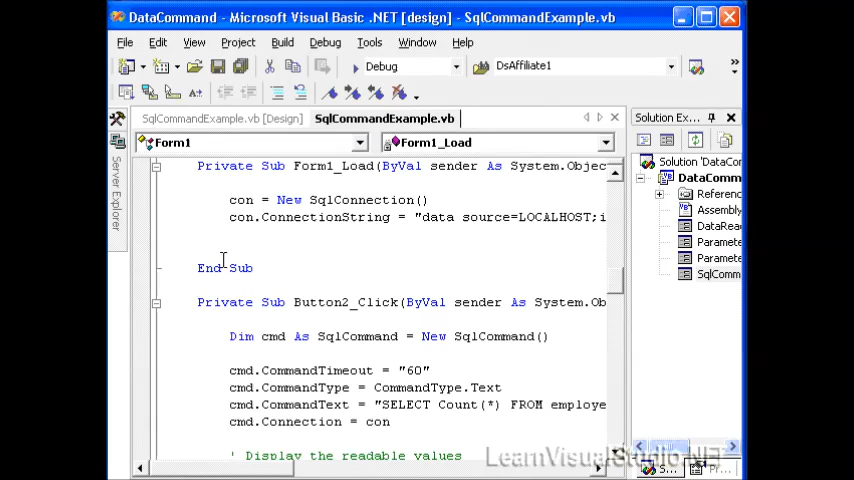 DataCommand - Microsoft Visual Basic .NET [design] - SqlCommandExample.vb
File Edit View Project Build Debug Tools Window Help
Debug DsAffiliate1
SqlCommandExample.vb [Design] SqlCommandExample.vb
Solution Ex...
Form1 Form1_Load
Server Explorer
Solution 'DataCo
DataComm
Referenc
Assembly
DataRea
Paramete
Paramete
SqlComm
Private Sub Form1_Load(ByVal sender As System.Objec
con = New SqlConnection()
con.ConnectionString = "data source=LOCALHOST;i
End Sub
Private Sub Button2_Click(ByVal sender As System.Ob
Dim cmd As SqlCommand = New SqlCommand()
cmd.CommandTimeout = "60"
cmd.CommandType = CommandType.Text
cmd.CommandText = "SELECT Count(*) FROM employe
cmd.Connection = con
' Display the readable values
LearnVisualStudio.NET
S... Pr...